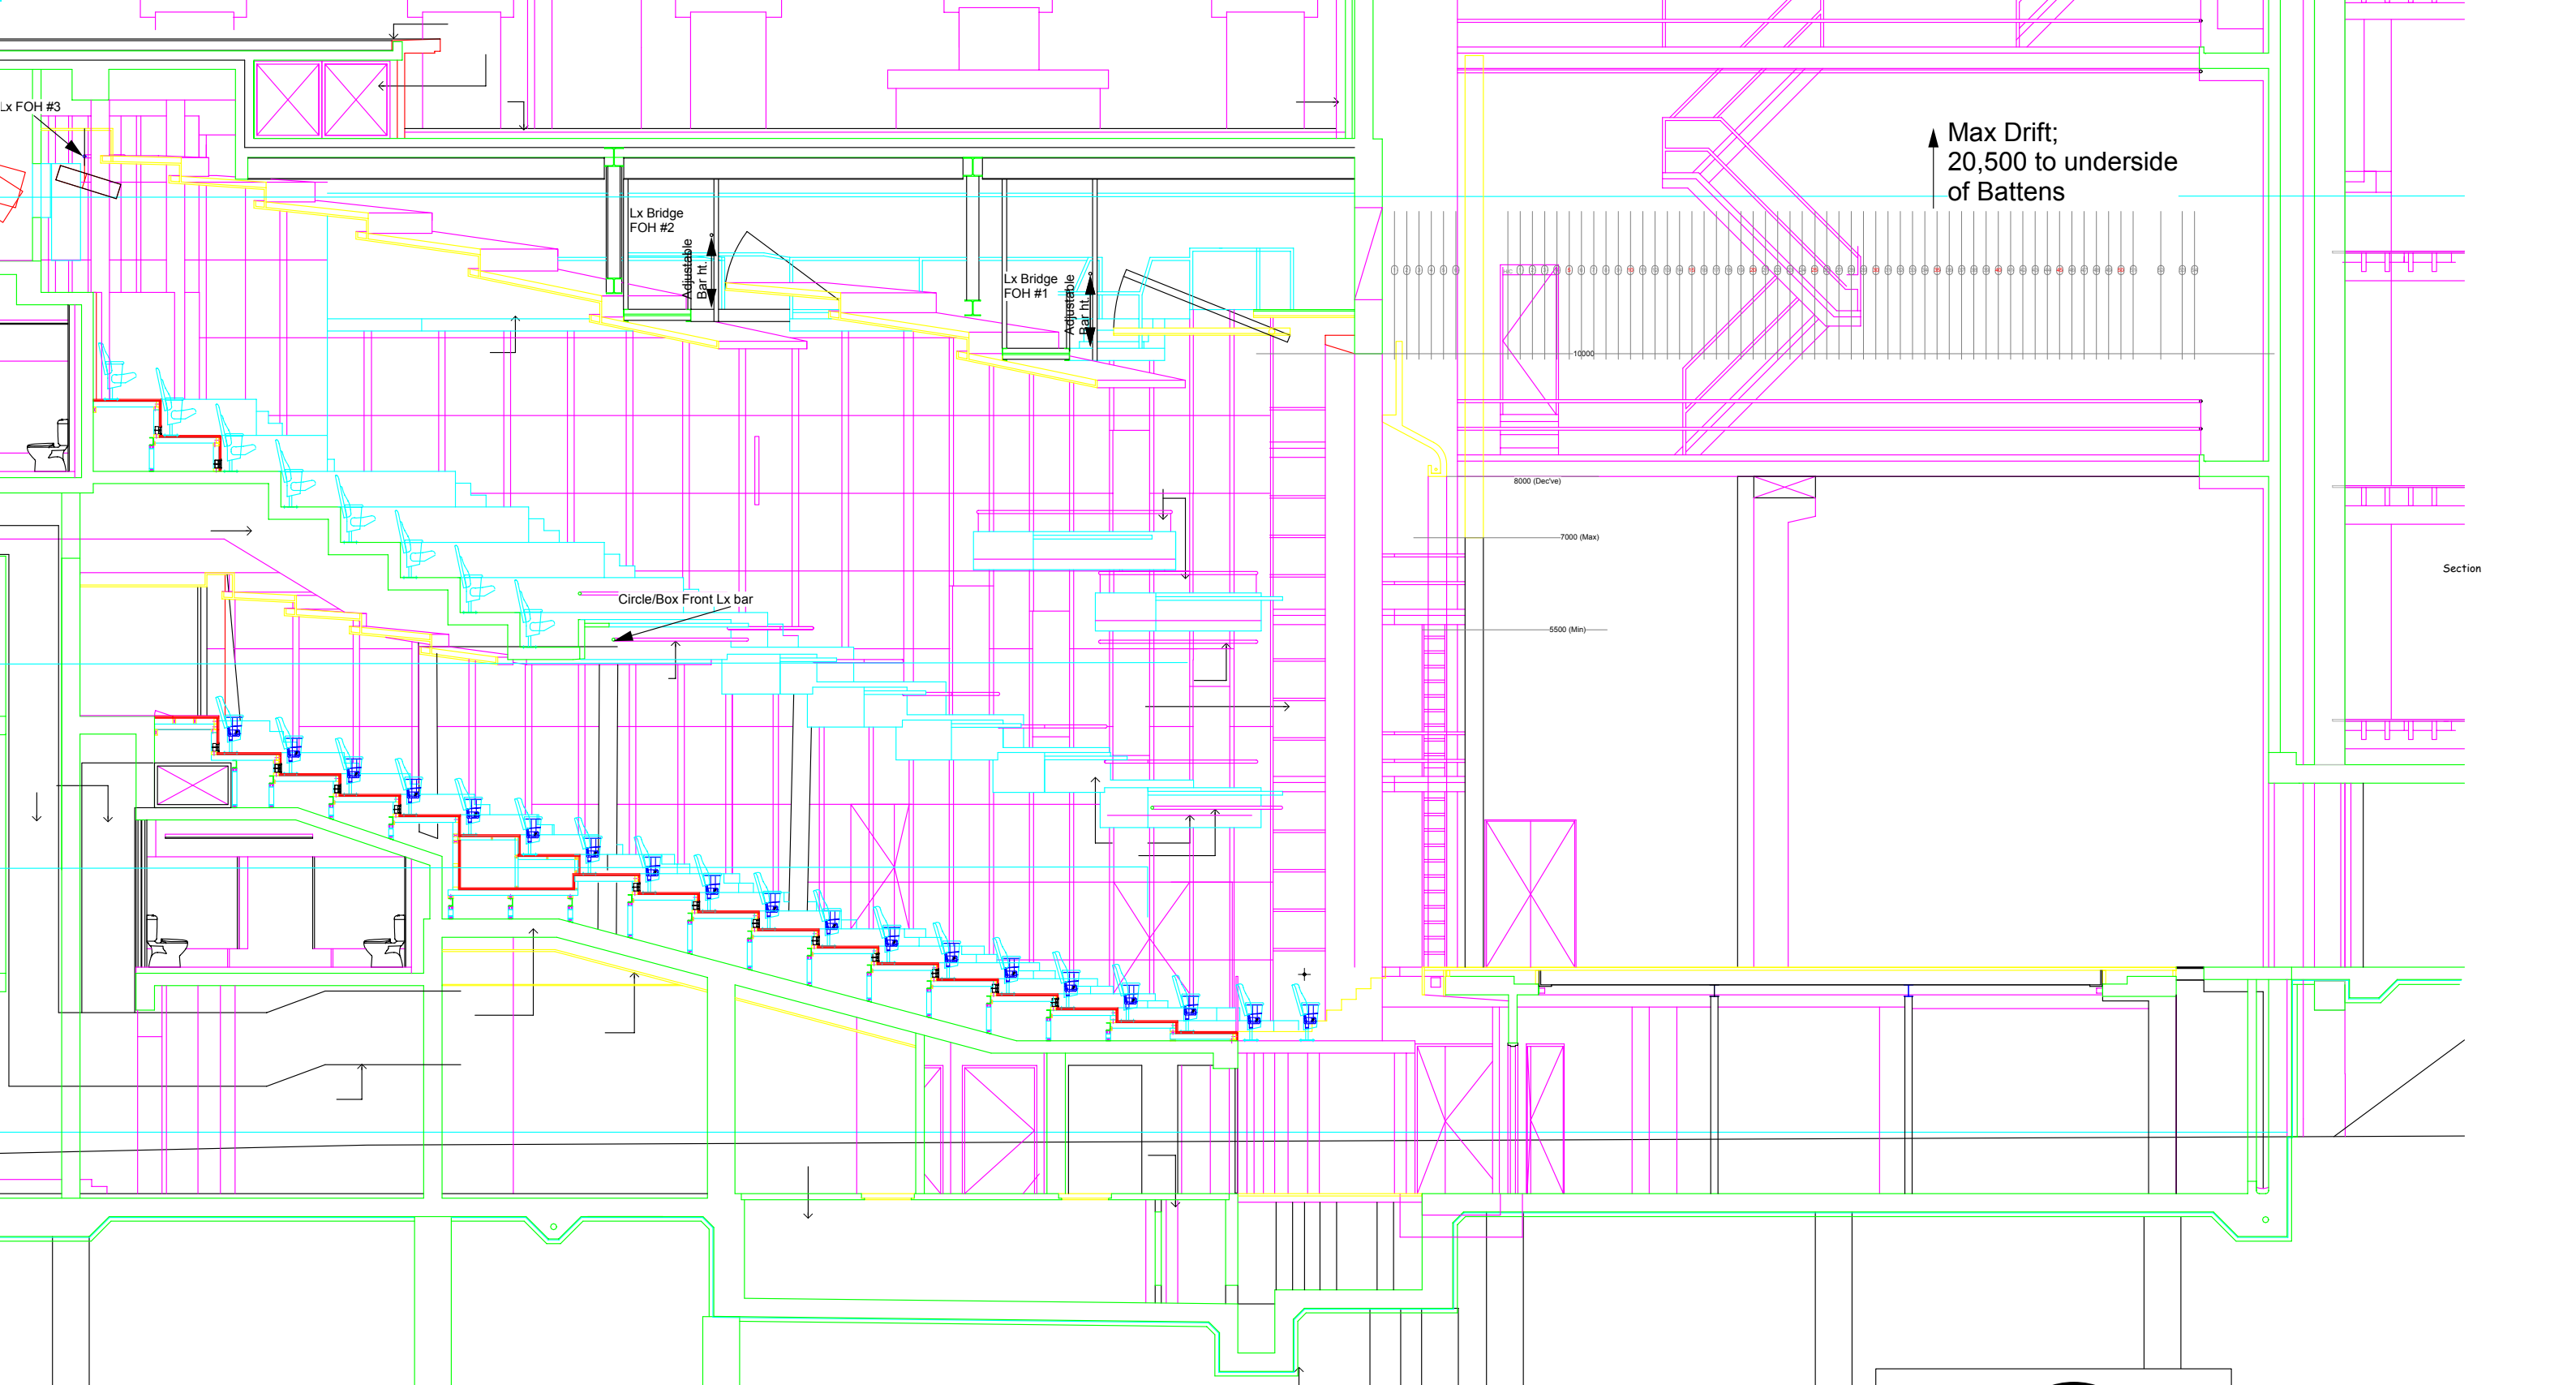 Lx FOH #3
Max Drift;
20,500 to underside
of Battens
Lx Bridge
FOH #2
Adjustable
Bar ht.
Lx Bridge
FOH #1
Adjustable
Bar ht.
10000
8000 (Dec've)
7000 (Max)
Section
Circle/Box Front Lx bar
5500 (Min)